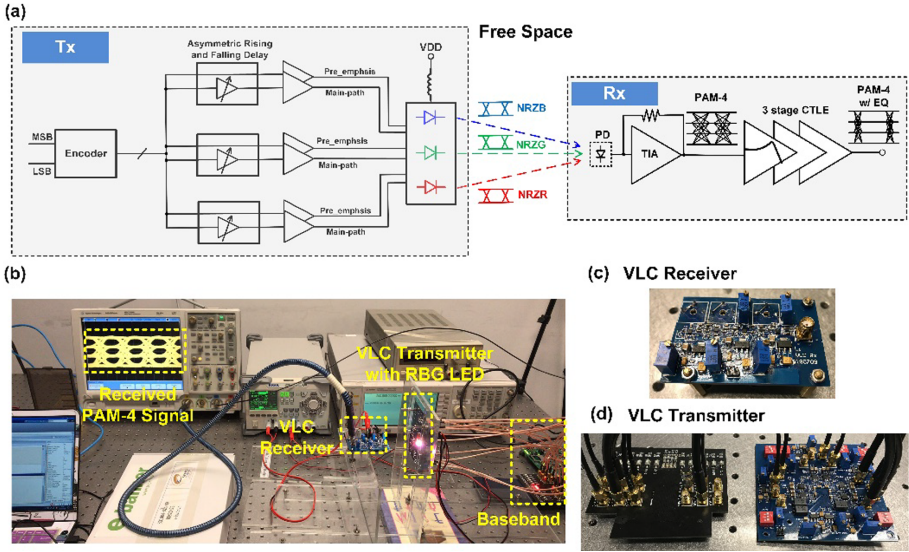 (a)
Tx
Asymmetric Rising
and Falling Delay
VDD
Free Space
Pre_emphsis
Main-path
MSB
LSB
Encoder
Pre_emphsis
Main-path
Pre_emphsis
Main-path
NRZB
NRZG
NRZR
Rx
PD
TIA
PAM-4
3 stage CTLE
PAM-4
w/ EQ
(b)
Received
PAM-4 Signal
VLC Transmitter
with RBG LED
VLC
Receiver
Baseband
(c) VLC Receiver
(d) VLC Transmitter